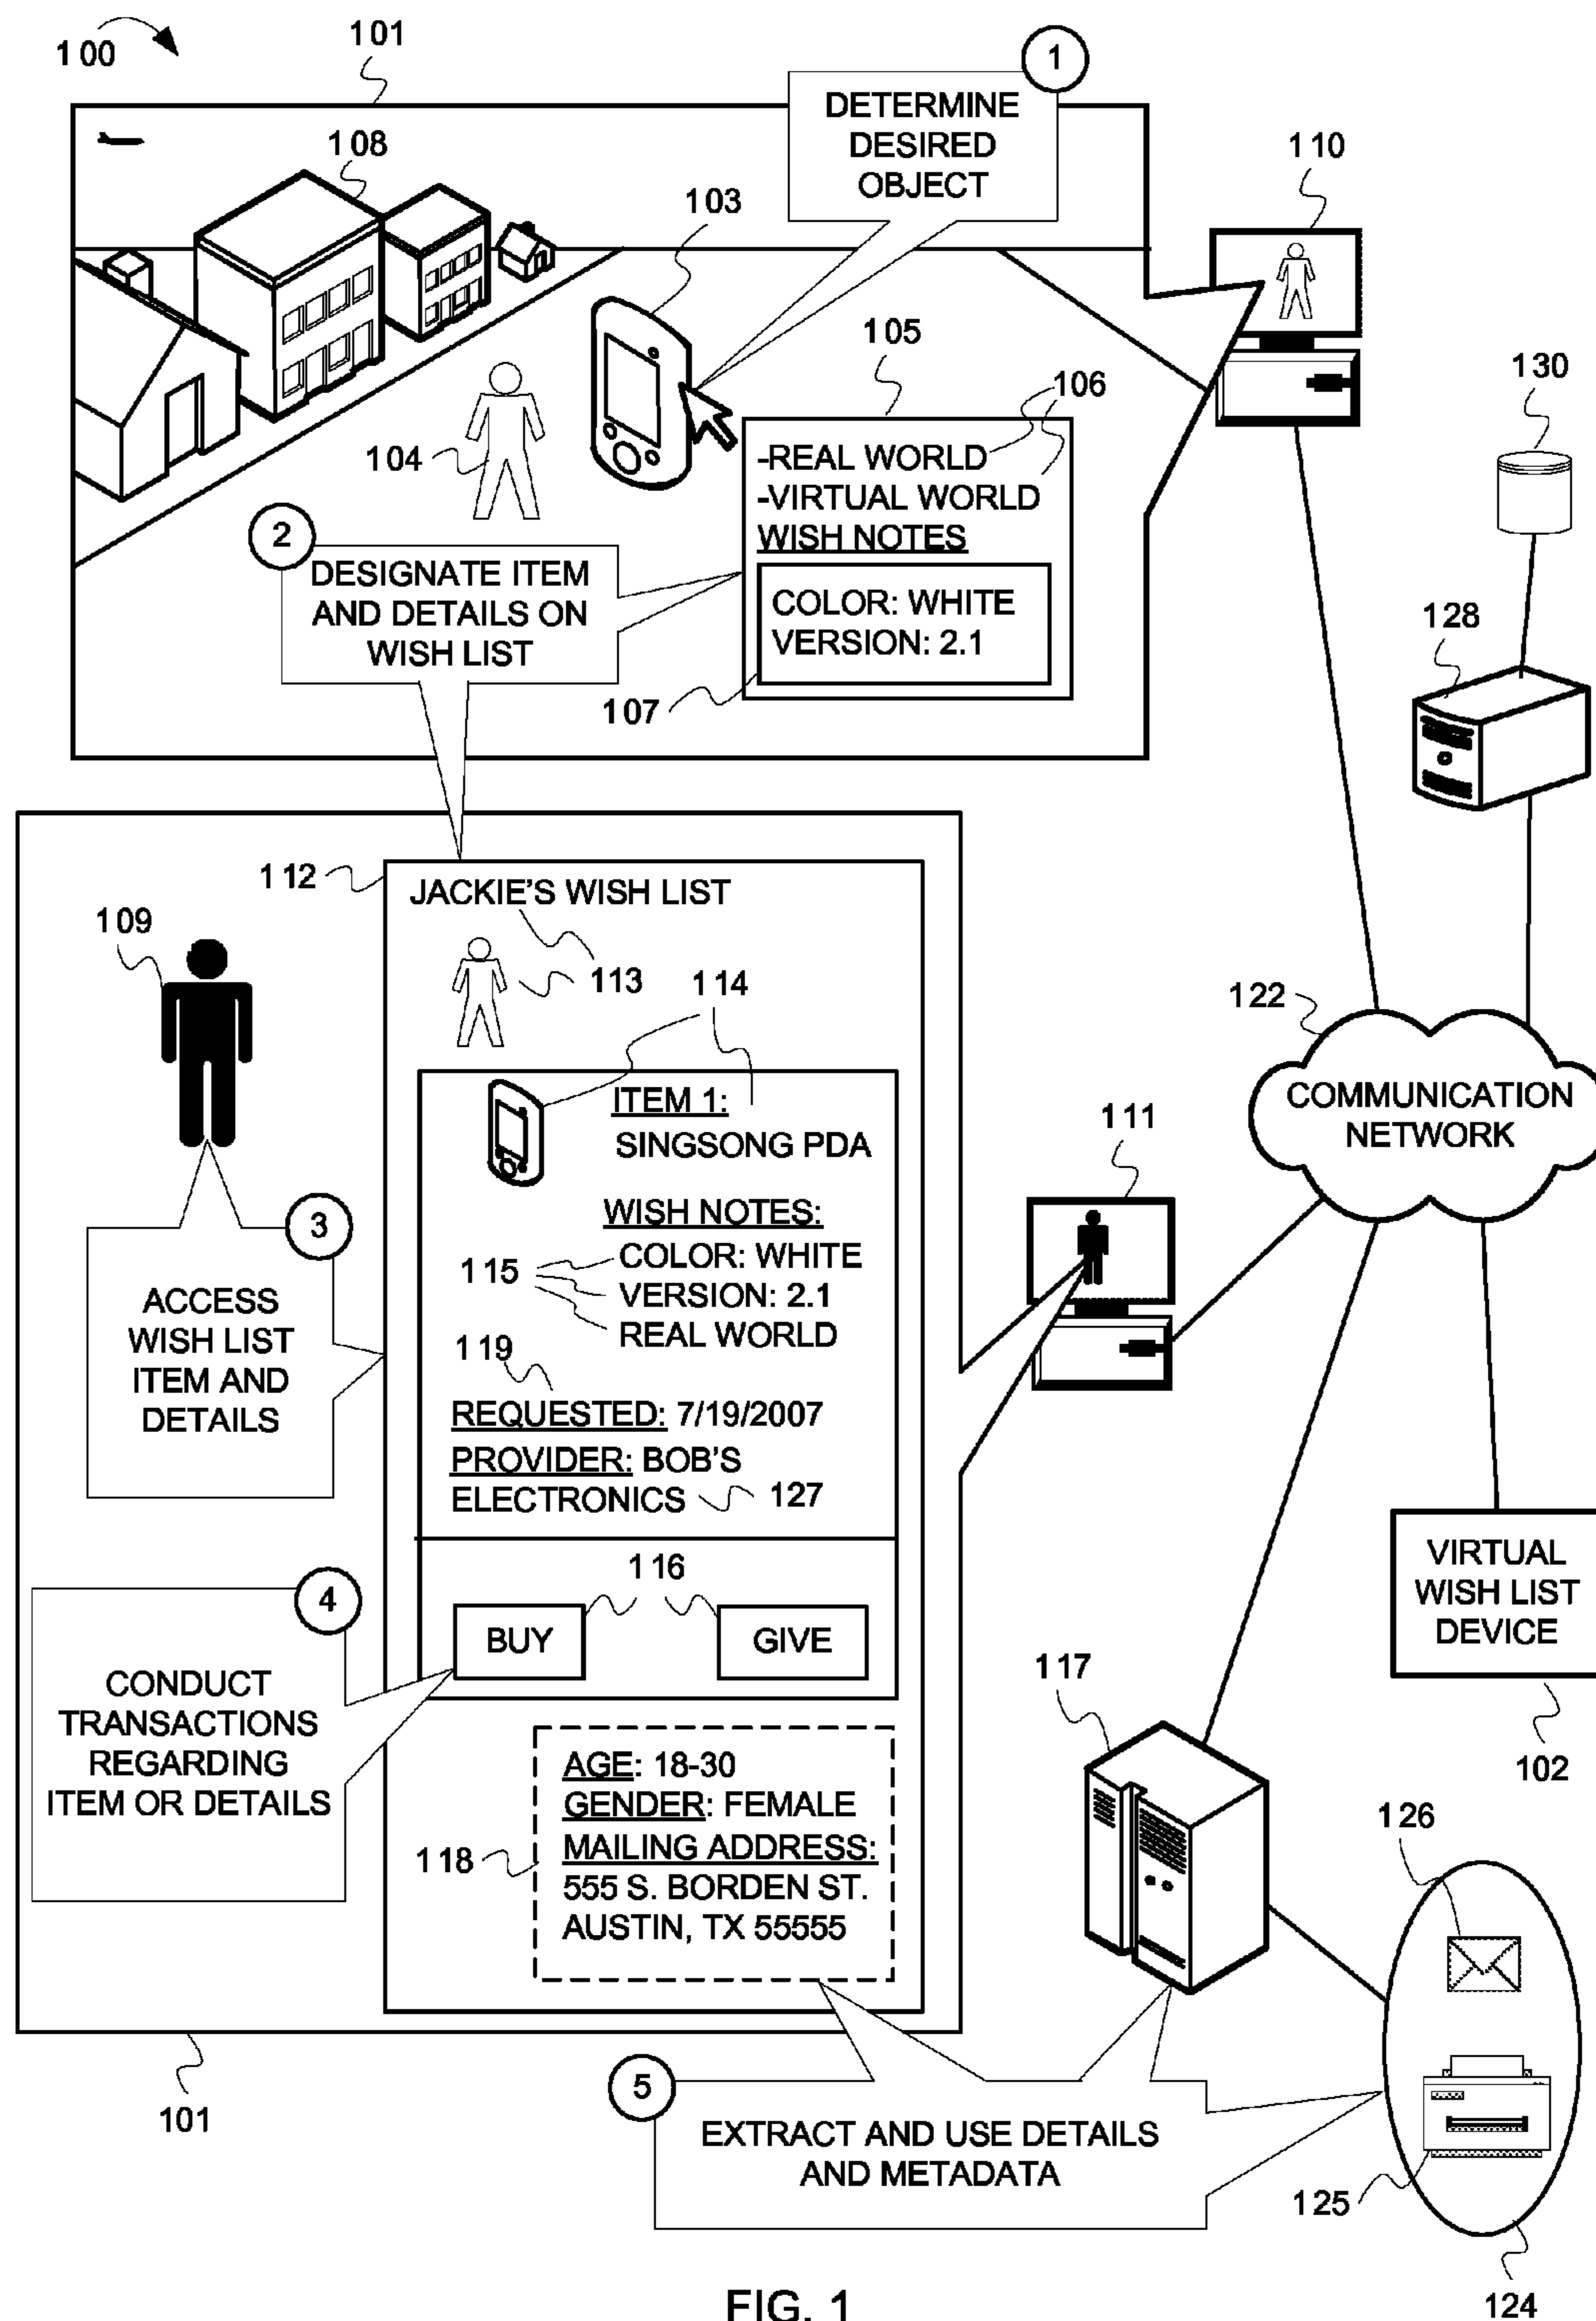 100
101
1
DETERMINE
DESIRED
OBJECT
108
103
110
105
106
-REAL WORLD
-VIRTUAL WORLD
WISH NOTES
COLOR: WHITE
VERSION: 2.1
104
107
2
DESIGNATE ITEM
AND DETAILS ON
WISH LIST
130
128
112
JACKIE'S WISH LIST
109
113
114
122
COMMUNICATION
NETWORK
ITEM 1:
SINGSONG PDA
111
WISH NOTES:
115
COLOR: WHITE
VERSION: 2.1
REAL WORLD
3
ACCESS
WISH LIST
ITEM AND
DETAILS
119
REQUESTED: 7/19/2007
PROVIDER: BOB'S
ELECTRONICS
127
116
BUY
GIVE
4
CONDUCT
TRANSACTIONS
REGARDING
ITEM OR DETAILS
VIRTUAL
WISH LIST
DEVICE
102
117
118
AGE: 18-30
GENDER: FEMALE
MAILING ADDRESS:
555 S. BORDEN ST.
AUSTIN, TX 55555
126
101
5
EXTRACT AND USE DETAILS
AND METADATA
125
124
FIG. 1